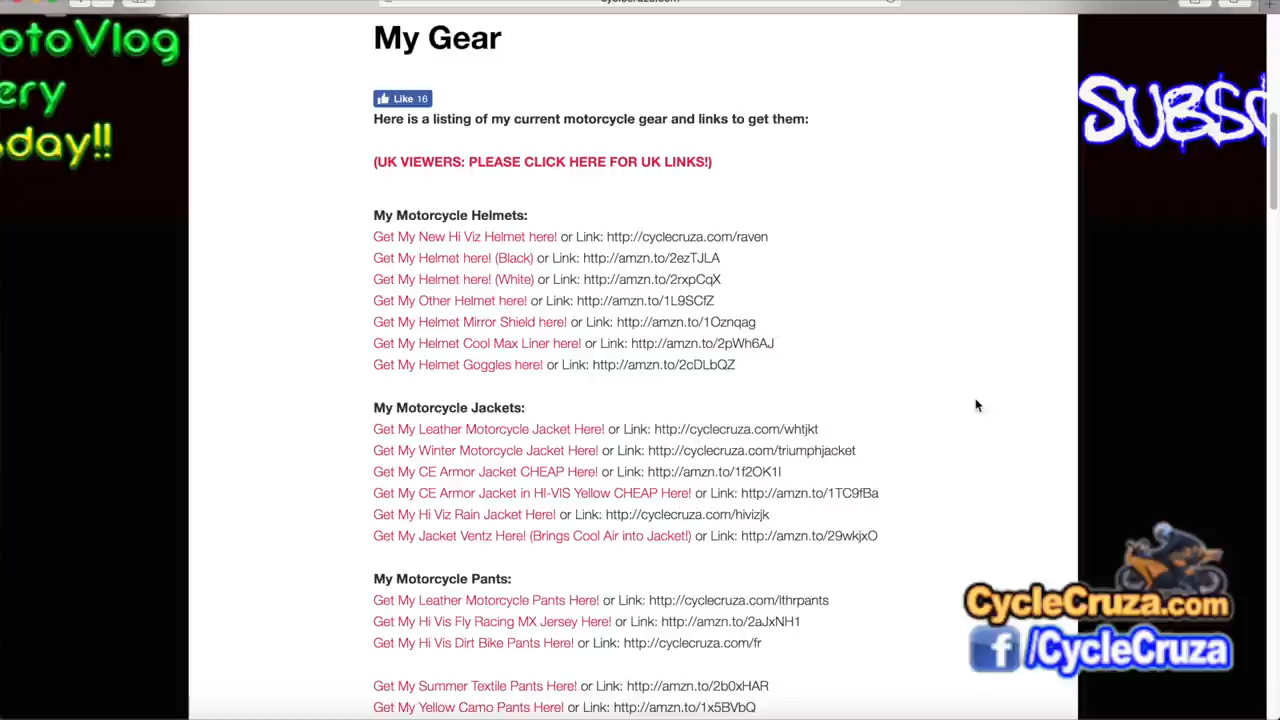 otoVlog
ery
sday!!
SUBSC
My Gear
Like 16
Here is a listing of my current motorcycle gear and links to get them:
(UK VIEWERS: PLEASE CLICK HERE FOR UK LINKS!)
My Motorcycle Helmets:
Get My New Hi Viz Helmet here! or Link: http://cyclecruza.com/raven
Get My Helmet here! (Black) or Link: http://amzn.to/2ezTJLA
Get My Helmet here! (White) or Link: http://amzn.to/2rxpCqX
Get My Other Helmet here! or Link: http://amzn.to/1L9SCfZ
Get My Helmet Mirror Shield here! or Link: http://amzn.to/1Oznqag
Get My Helmet Cool Max Liner here! or Link: http://amzn.to/2pWh6AJ
Get My Helmet Goggles here! or Link: http://amzn.to/2cDLbQZ
My Motorcycle Jackets:
Get My Leather Motorcycle Jacket Here! or Link: http://cyclecruza.com/whtjkt
Get My Winter Motorcycle Jacket Here! or Link: http://cyclecruza.com/triumphjacket
Get My CE Armor Jacket CHEAP Here! or Link: http://amzn.to/1f2OK1I
Get My CE Armor Jacket in HI-VIS Yellow CHEAP Here! or Link: http://amzn.to/1TC9fBa
Get My Hi Viz Rain Jacket Here! or Link: http://cyclecruza.com/hivizjk
Get My Jacket Ventz Here! (Brings Cool Air into Jacket!) or Link: http://amzn.to/29wkjxO
My Motorcycle Pants:
Get My Leather Motorcycle Pants Here! or Link: http://cyclecruza.com/lthrpants
Get My Hi Vis Fly Racing MX Jersey Here! or Link: http://amzn.to/2aJxNH1
Get My Hi Vis Dirt Bike Pants Here! or Link: http://cyclecruza.com/fr
Get My Summer Textile Pants Here! or Link: http://amzn.to/2b0xHAR
Get My Yellow Camo Pants Here! or Link: http://amzn.to/1x5BVbQ
CycleCruza.com
f /CycleCruza